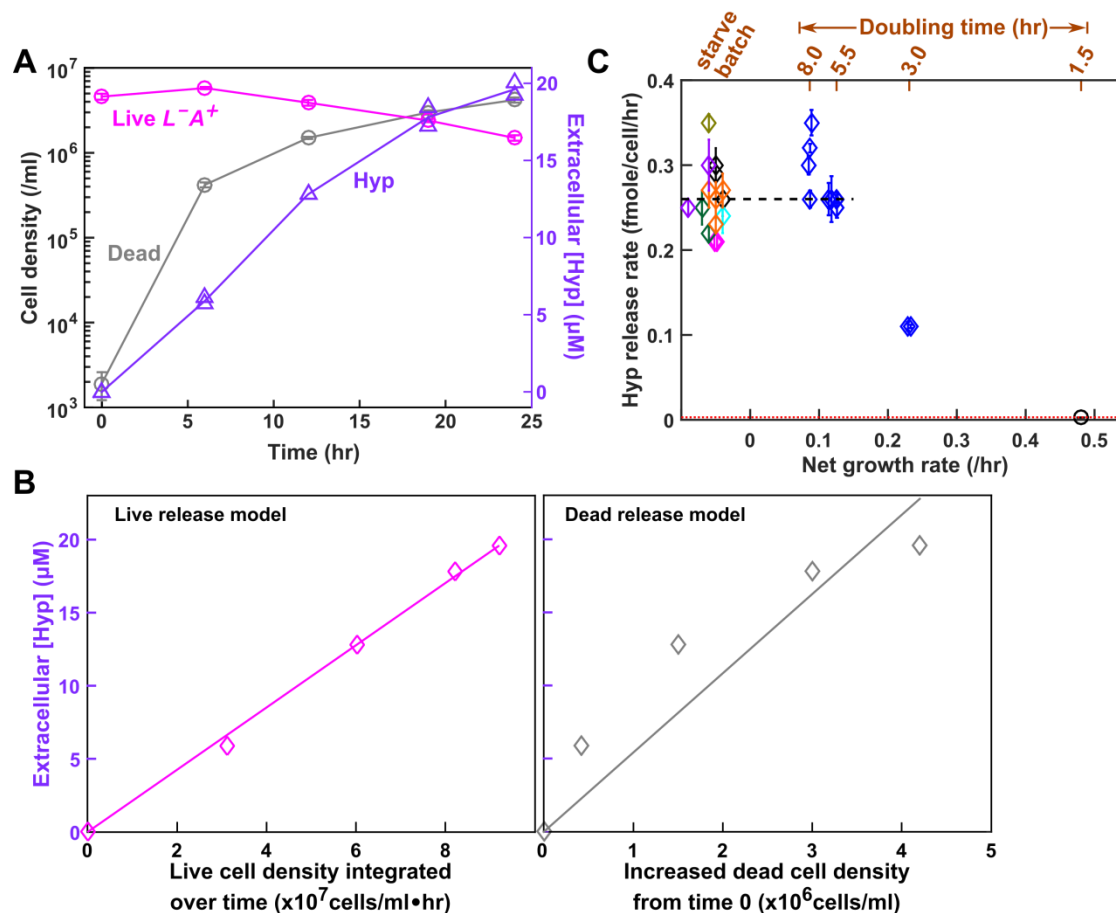 A
Cell density (/ml)
10^7
10^6
10^5
10^4
10^3
Live L^-A^+
Dead
Hyp
Extracellular [Hyp] (µM)
20
15
10
5
0
0 5 10 15 20 25
Time (hr)
C
starve
batch
Doubling time (hr)
8.0 5.5 3.0 1.5
Hyp release rate (fmole/cell/hr)
0.4
0.3
0.2
0.1
0
0 0.1 0.2 0.3 0.4 0.5
Net growth rate (/hr)
B
Extracellular [Hyp] (µM)
20
15
10
5
0
Live release model
0 2 4 6 8
Live cell density integrated
over time (x10^7cells/ml•hr)
Dead release model
0 1 2 3 4 5
Increased dead cell density
from time 0 (x10^6cells/ml)